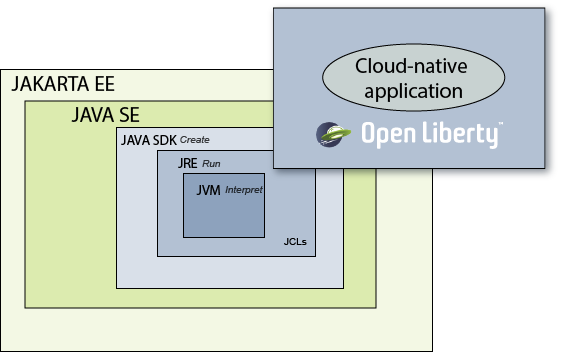 Cloud-native
application
Open Liberty™
JAKARTA EE
JAVA SE
JAVA SDK Create
JRE Run
JVM Interpret
JCLs